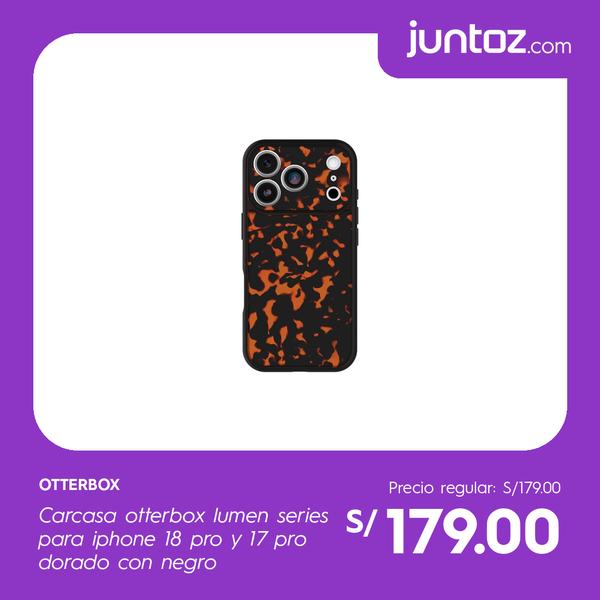 juntoz.com
OTTERBOX
Carcasa otterbox lumen series
para iphone 18 pro y 17 pro
dorado con negro
Precio regular: S/179.00
S/179.00